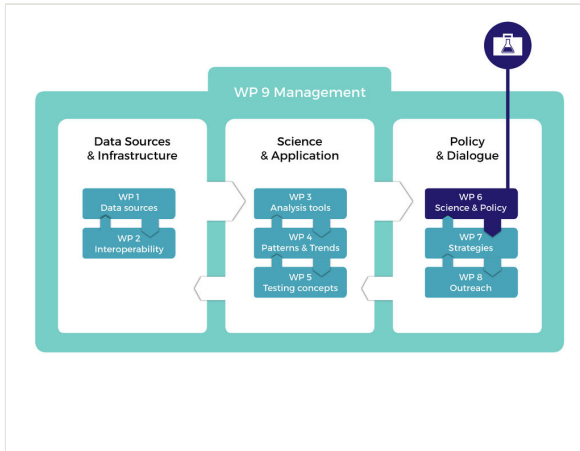 WP 9 Management
Data Sources
& Infrastructure
WP 1
Data sources
WP 2
Interoperability
Science
& Application
WP 3
Analysis tools
WP 4
Patterns & Trends
WP 5
Testing concepts
Policy
& Dialogue
WP 6
Science & Policy
WP 7
Strategies
WP 8
Outreach